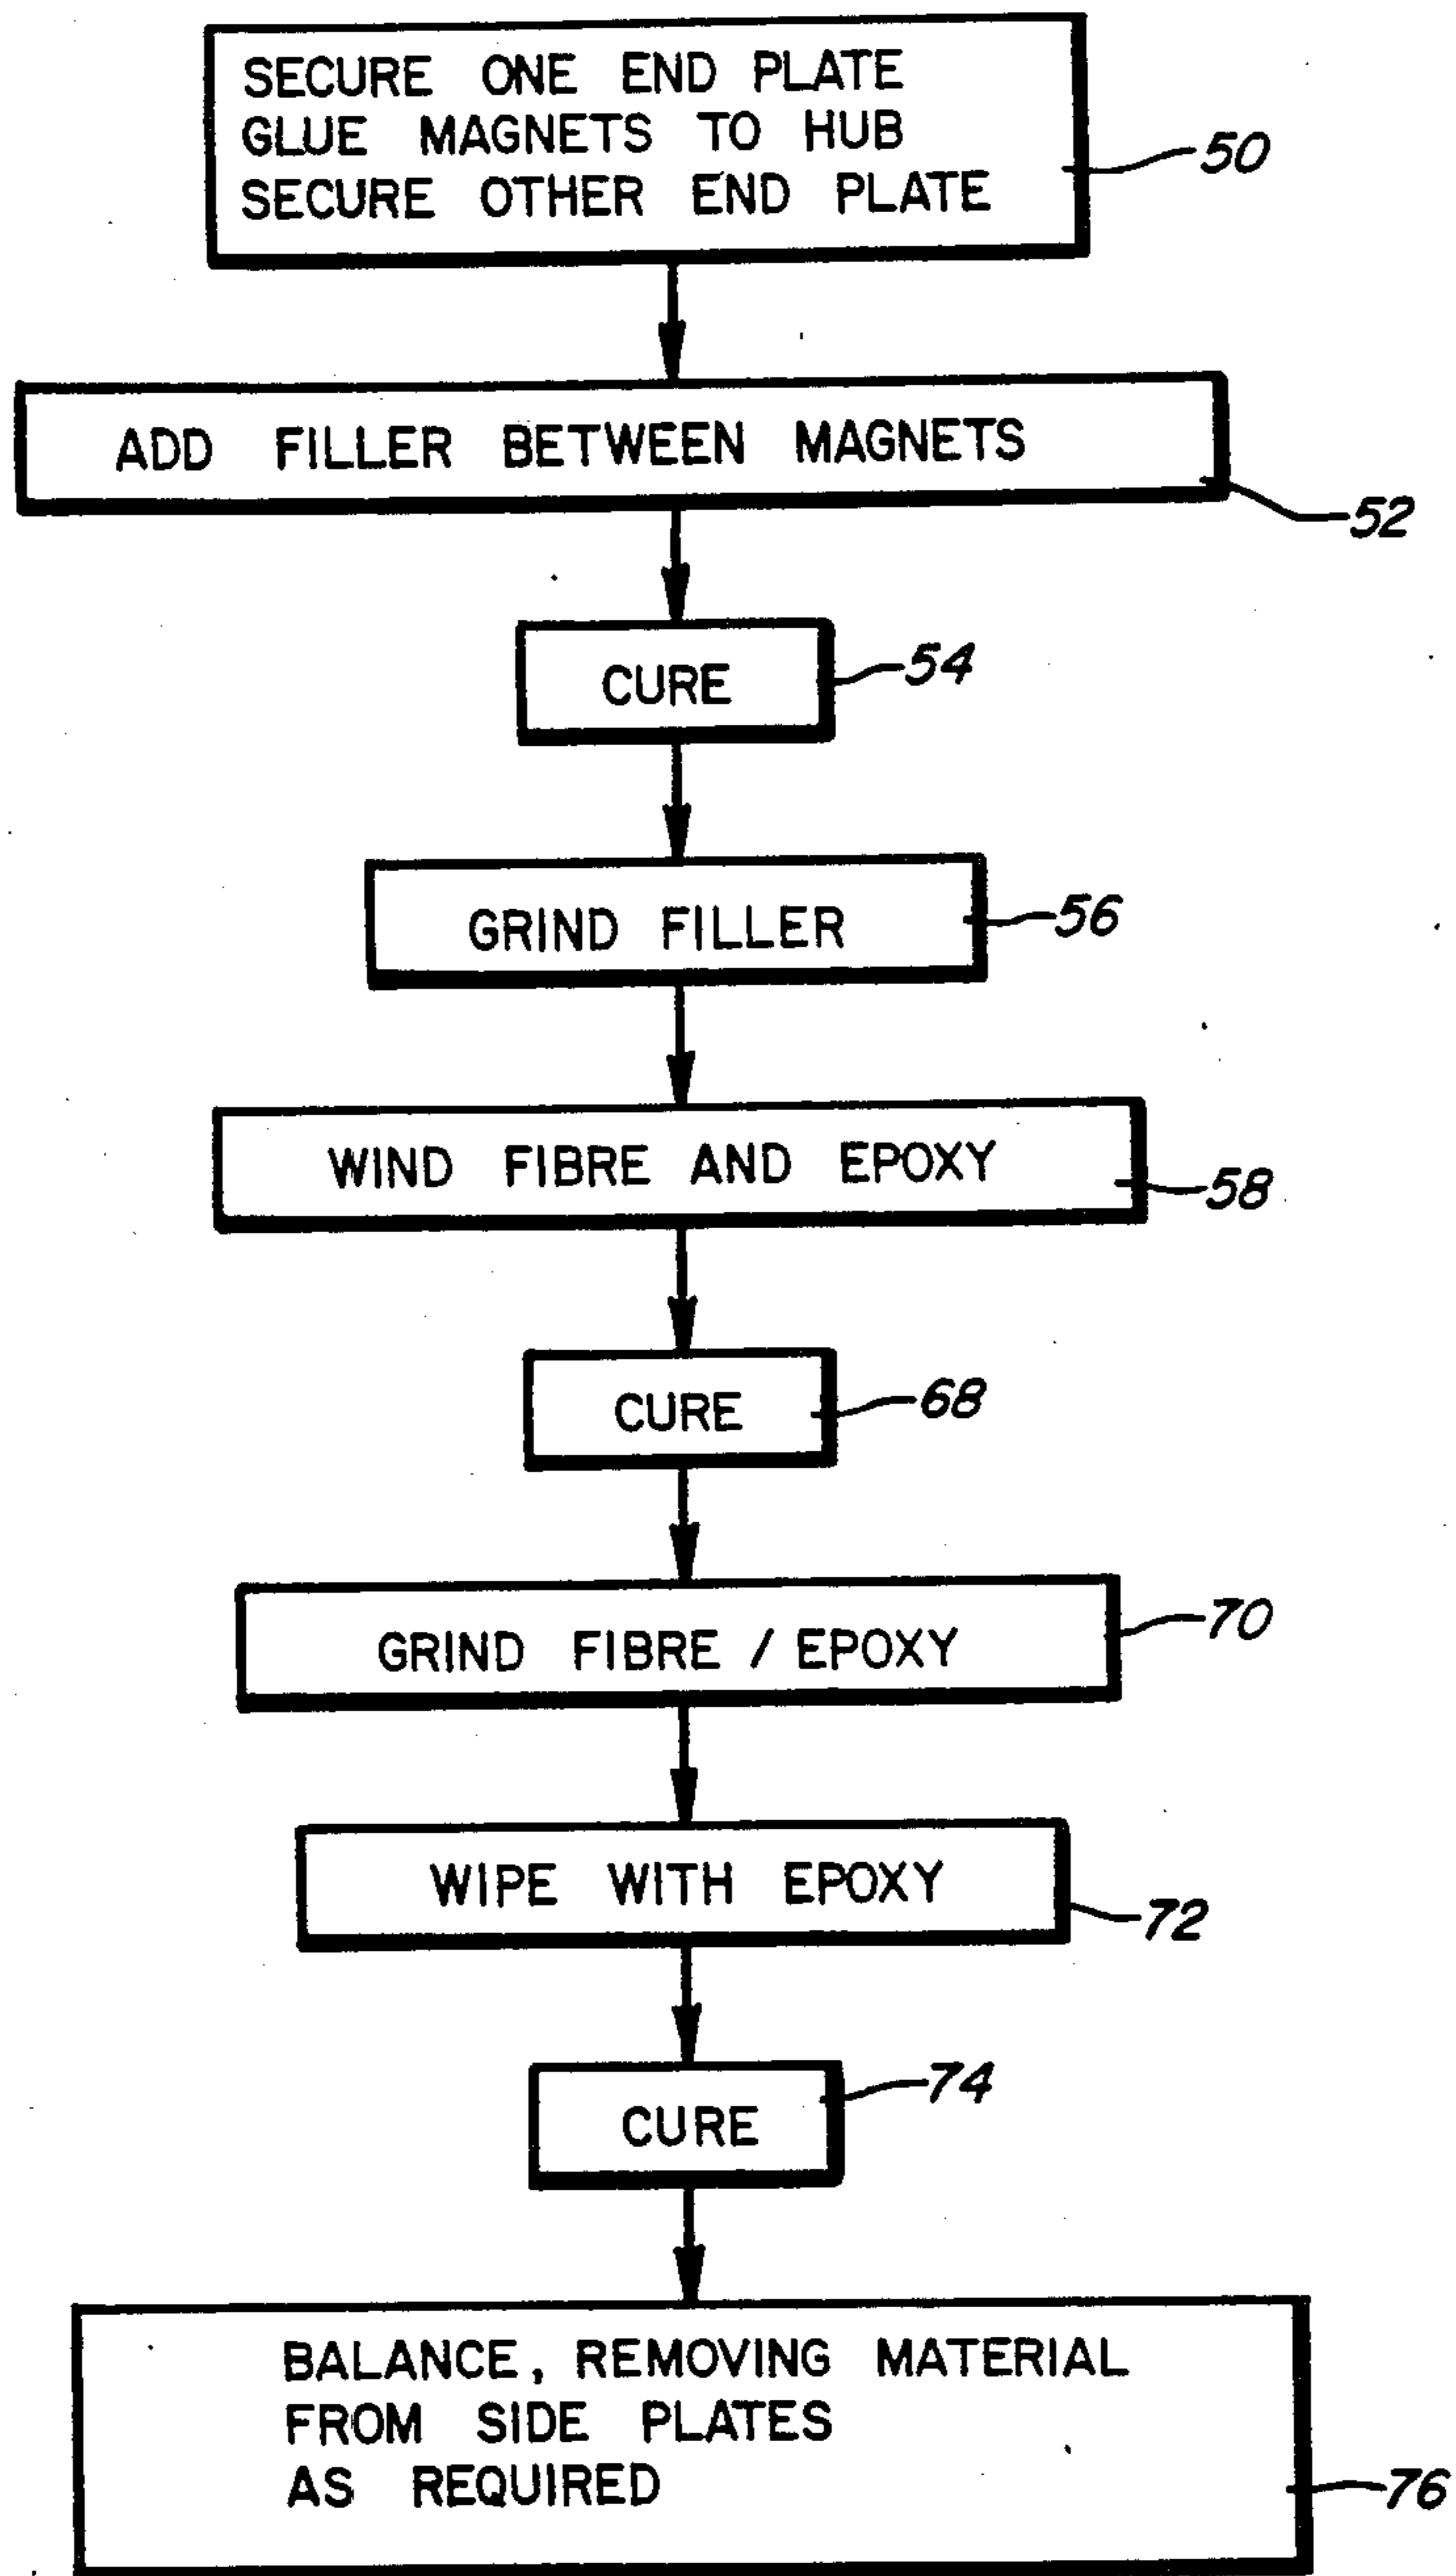 SECURE ONE END PLATE
GLUE MAGNETS TO HUB
SECURE OTHER END PLATE
50
ADD FILLER BETWEEN MAGNETS
52
CURE
54
GRIND FILLER
56
WIND FIBRE AND EPOXY
58
CURE
68
GRIND FIBRE / EPOXY
70
WIPE WITH EPOXY
72
CURE
74
BALANCE, REMOVING MATERIAL
FROM SIDE PLATES
AS REQUIRED
76